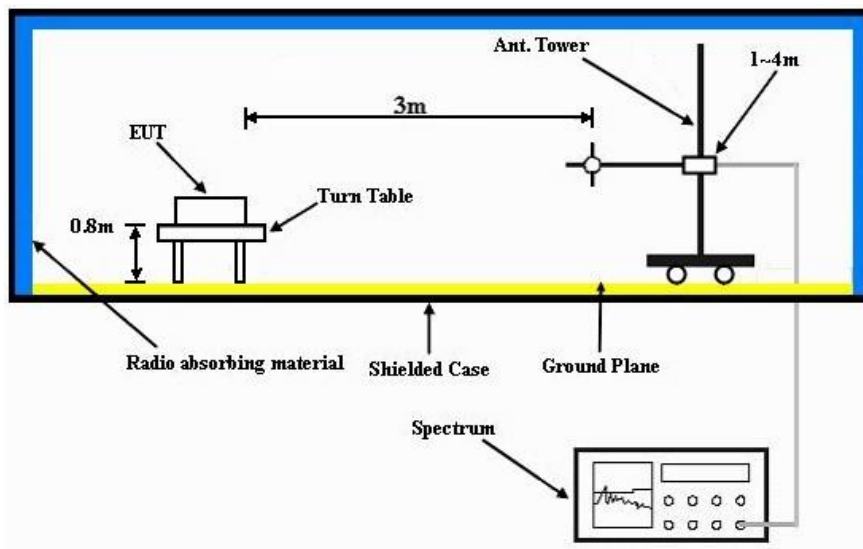 Ant. Tower
1~4m
3m
EUT
Turn Table
0.8m
Radio absorbing material
Shielded Case
Ground Plane
Spectrum